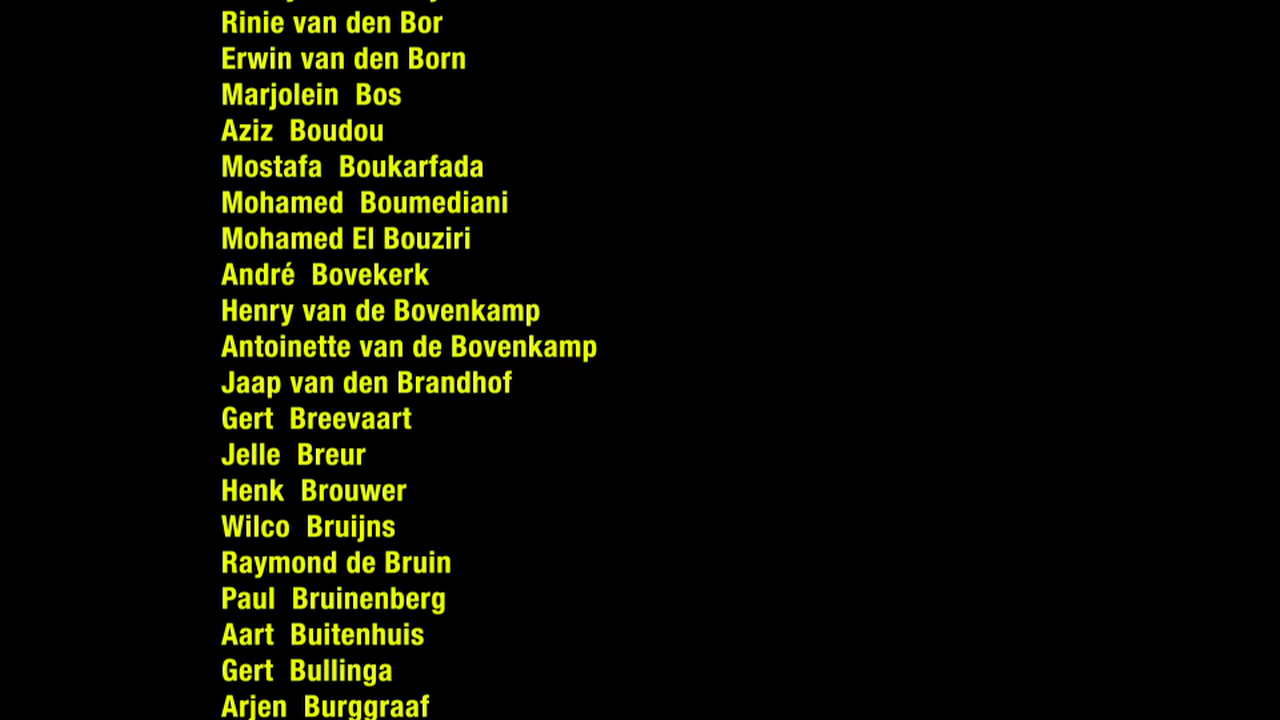 Rinie van den Bor
Erwin van den Born
Marjolein  Bos
Aziz  Boudou
Mostafa  Boukarfada
Mohamed  Boumediani
Mohamed El Bouziri
André  Bovekerk
Henry van de Bovenkamp
Antoinette van de Bovenkamp
Jaap van den Brandhof
Gert  Breevaart
Jelle  Breur
Henk  Brouwer
Wilco  Bruijns
Raymond de Bruin
Paul  Bruinenberg
Aart  Buitenhuis
Gert  Bullinga
Arjen  Burggraaf